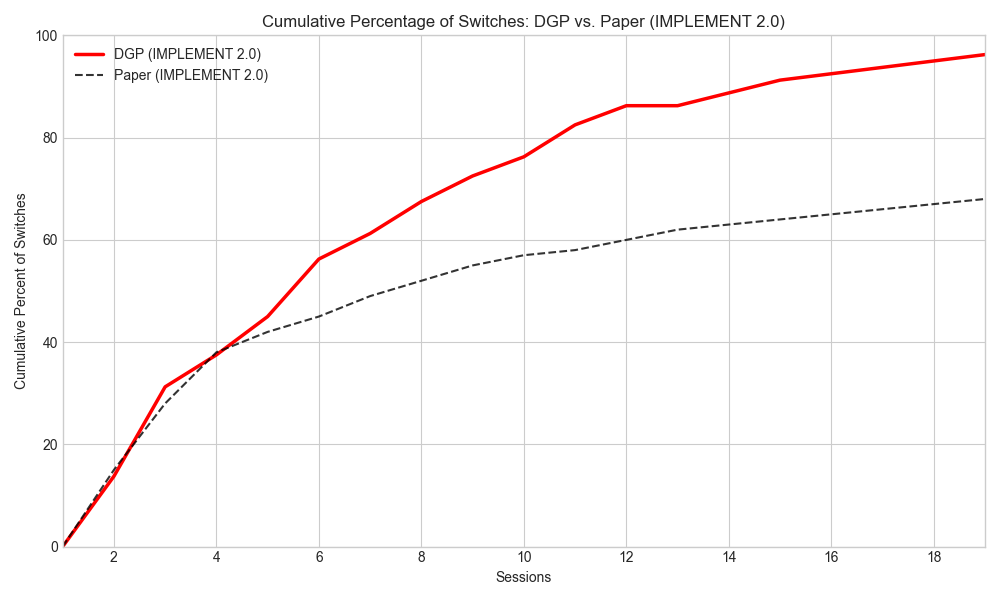 Cumulative Percentage of Switches: DGP vs. Paper (IMPLEMENT 2.0)
DGP (IMPLEMENT 2.0)
Paper (IMPLEMENT 2.0)
Cumulative Percent of Switches
100
80
60
40
20
0
2 4 6 8 10 12 14 16 18
Sessions